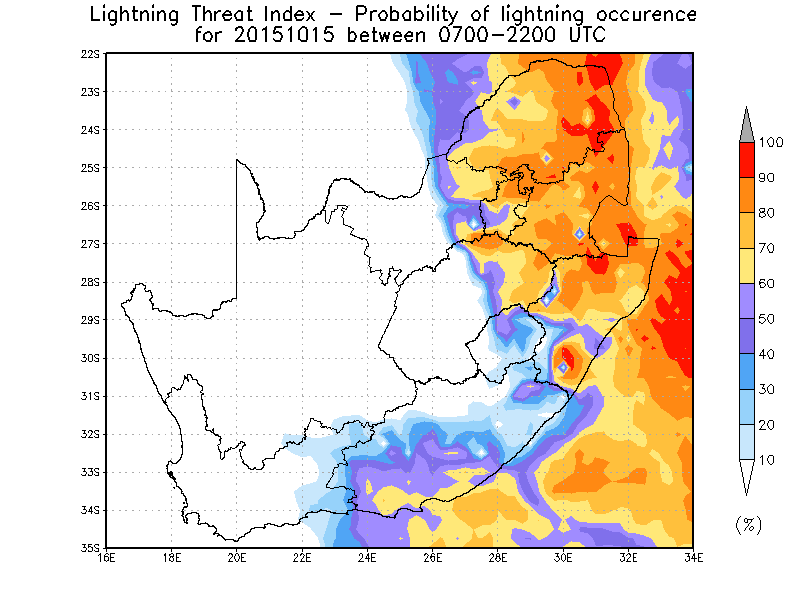 Lightning Threat Index – Probability of lightning occurence
for 20151015 between 0700–2200 UTC
22S
23S
24S
25S
26S
27S
28S
29S
30S
31S
32S
33S
34S
35S
16E 18E 20E 22E 24E 26E 28E 30E 32E 34E
100
90
80
70
60
50
40
30
20
10
(%)